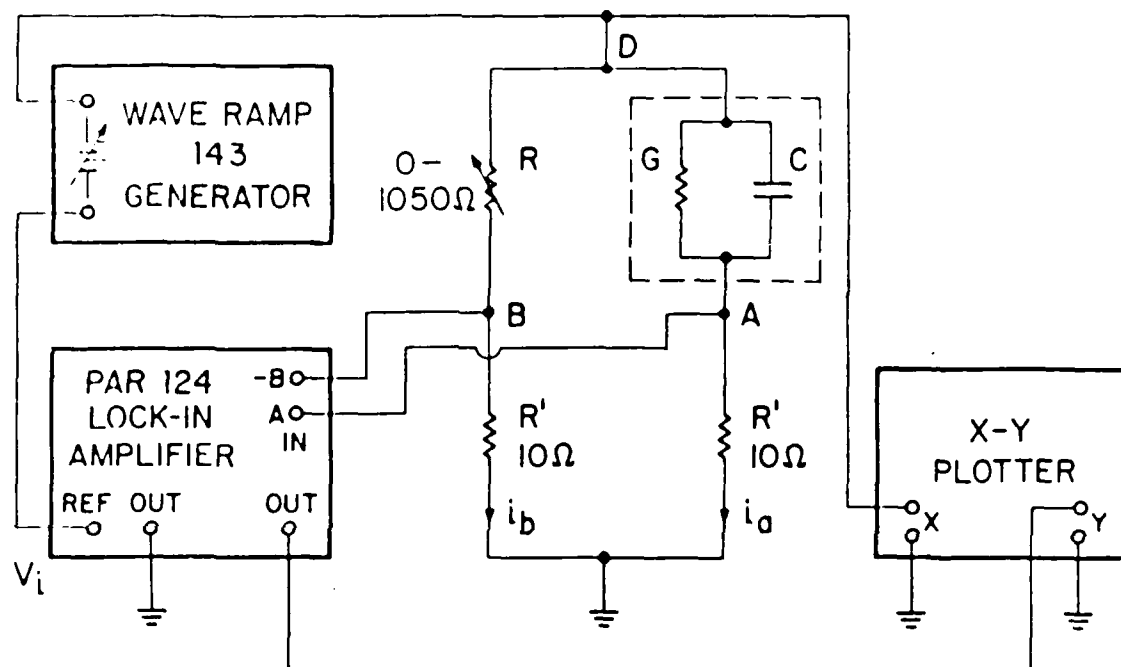 D
WAVE RAMP
143
GENERATOR
0-
1050Ω
R
G
C
B
A
PAR 124
LOCK-IN
AMPLIFIER
-B
A
IN
REF OUT
OUT
R'
10Ω
R'
10Ω
i_b
i_a
X-Y
PLOTTER
X
Y
V_i